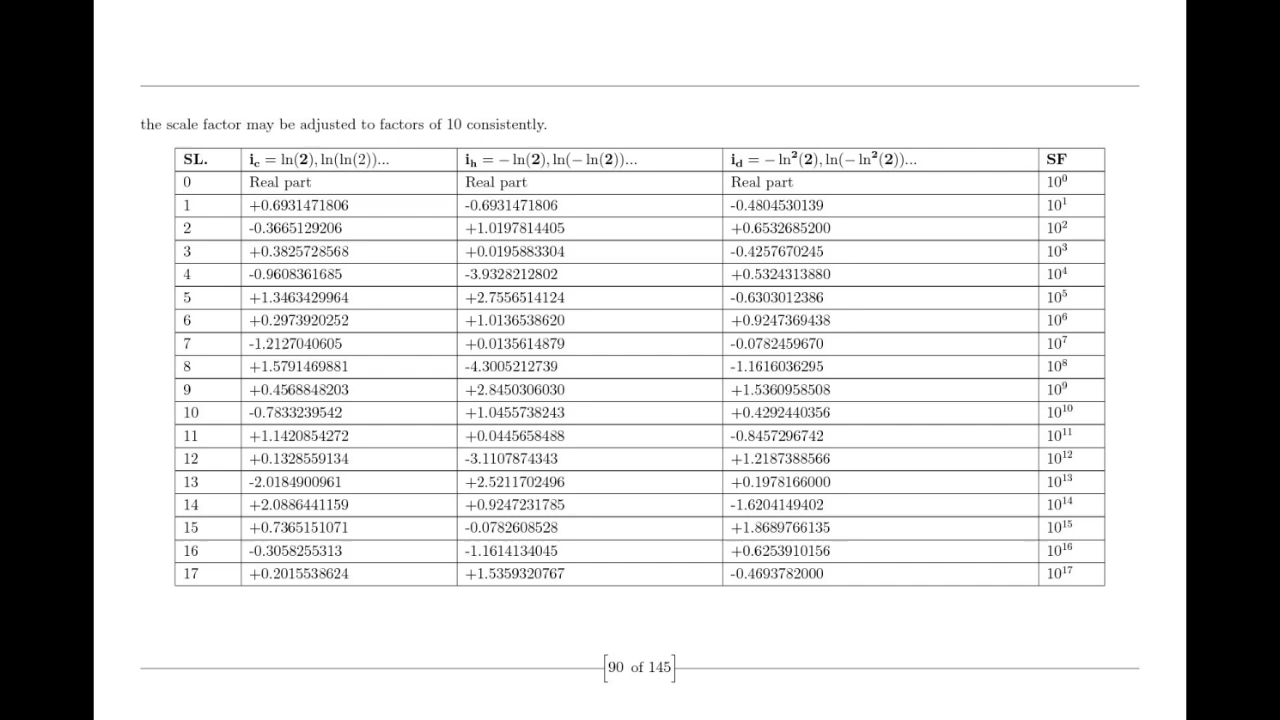 the scale factor may be adjusted to factors of 10 consistently.
SL. i_c = ln(2), ln(ln(2))... i_h = − ln(2), ln(− ln(2))... i_d = − ln²(2), ln(− ln²(2))... SF
0 Real part Real part Real part 10⁰
1 +0.6931471806 -0.6931471806 -0.4804530139 10¹
2 -0.3665129206 +1.0197814405 +0.6532685200 10²
3 +0.3825728568 +0.0195883304 -0.4257670245 10³
4 -0.9608361685 -3.9328212802 +0.5324313880 10⁴
5 +1.3463429964 +2.7556514124 -0.6303012386 10⁵
6 +0.2973920252 +1.0136538620 +0.9247369438 10⁶
7 -1.2127040605 +0.0135614879 -0.0782459670 10⁷
8 +1.5791469881 -4.3005212739 -1.1616036295 10⁸
9 +0.4568848203 +2.8450306030 +1.5360958508 10⁹
10 -0.7833239542 +1.0455738243 +0.4292440356 10¹⁰
11 +1.1420854272 +0.0445658488 -0.8457296742 10¹¹
12 +0.1328559134 -3.1107874343 +1.2187388566 10¹²
13 -2.0184900961 +2.5211702496 +0.1978166000 10¹³
14 +2.0886441159 +0.9247231785 -1.6204149402 10¹⁴
15 +0.7365151071 -0.0782608528 +1.8689766135 10¹⁵
16 -0.3058255313 -1.1614134045 +0.6253910156 10¹⁶
17 +0.2015538624 +1.5359320767 -0.4693782000 10¹⁷
[90 of 145]